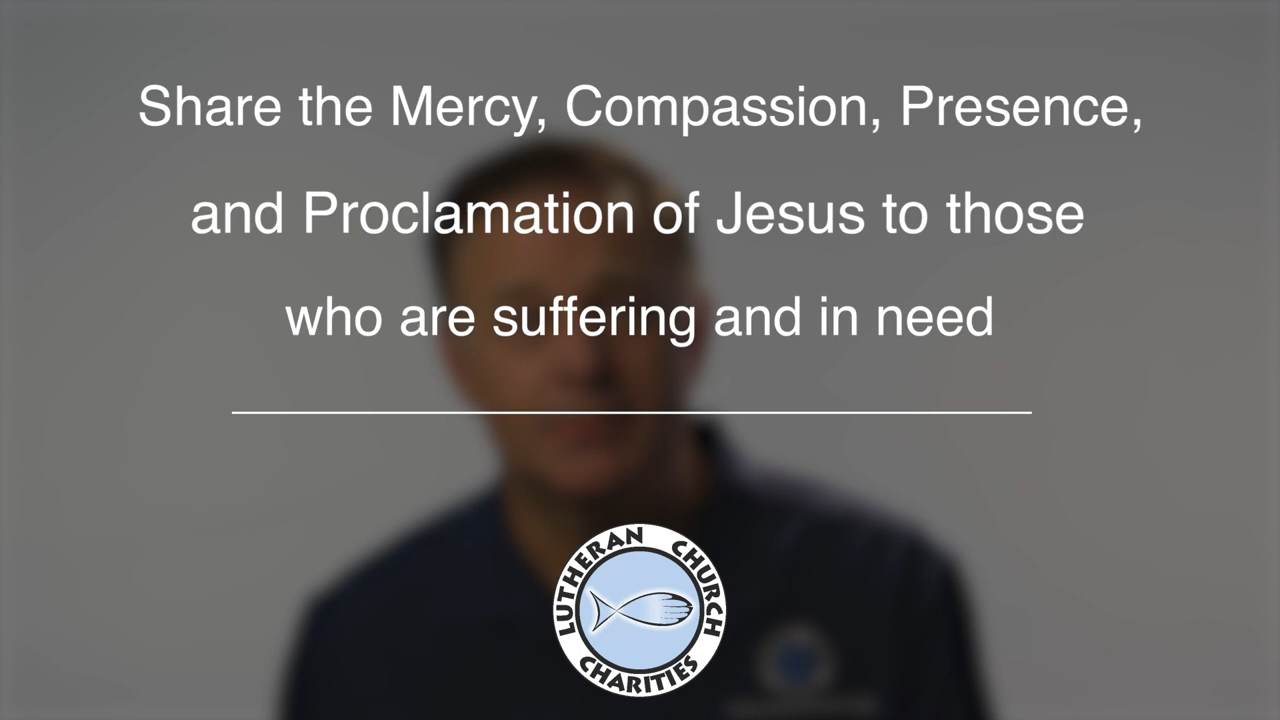 Share the Mercy, Compassion, Presence,
and Proclamation of Jesus to those
who are suffering and in need
LUTHERAN CHURCH
CHARITIES